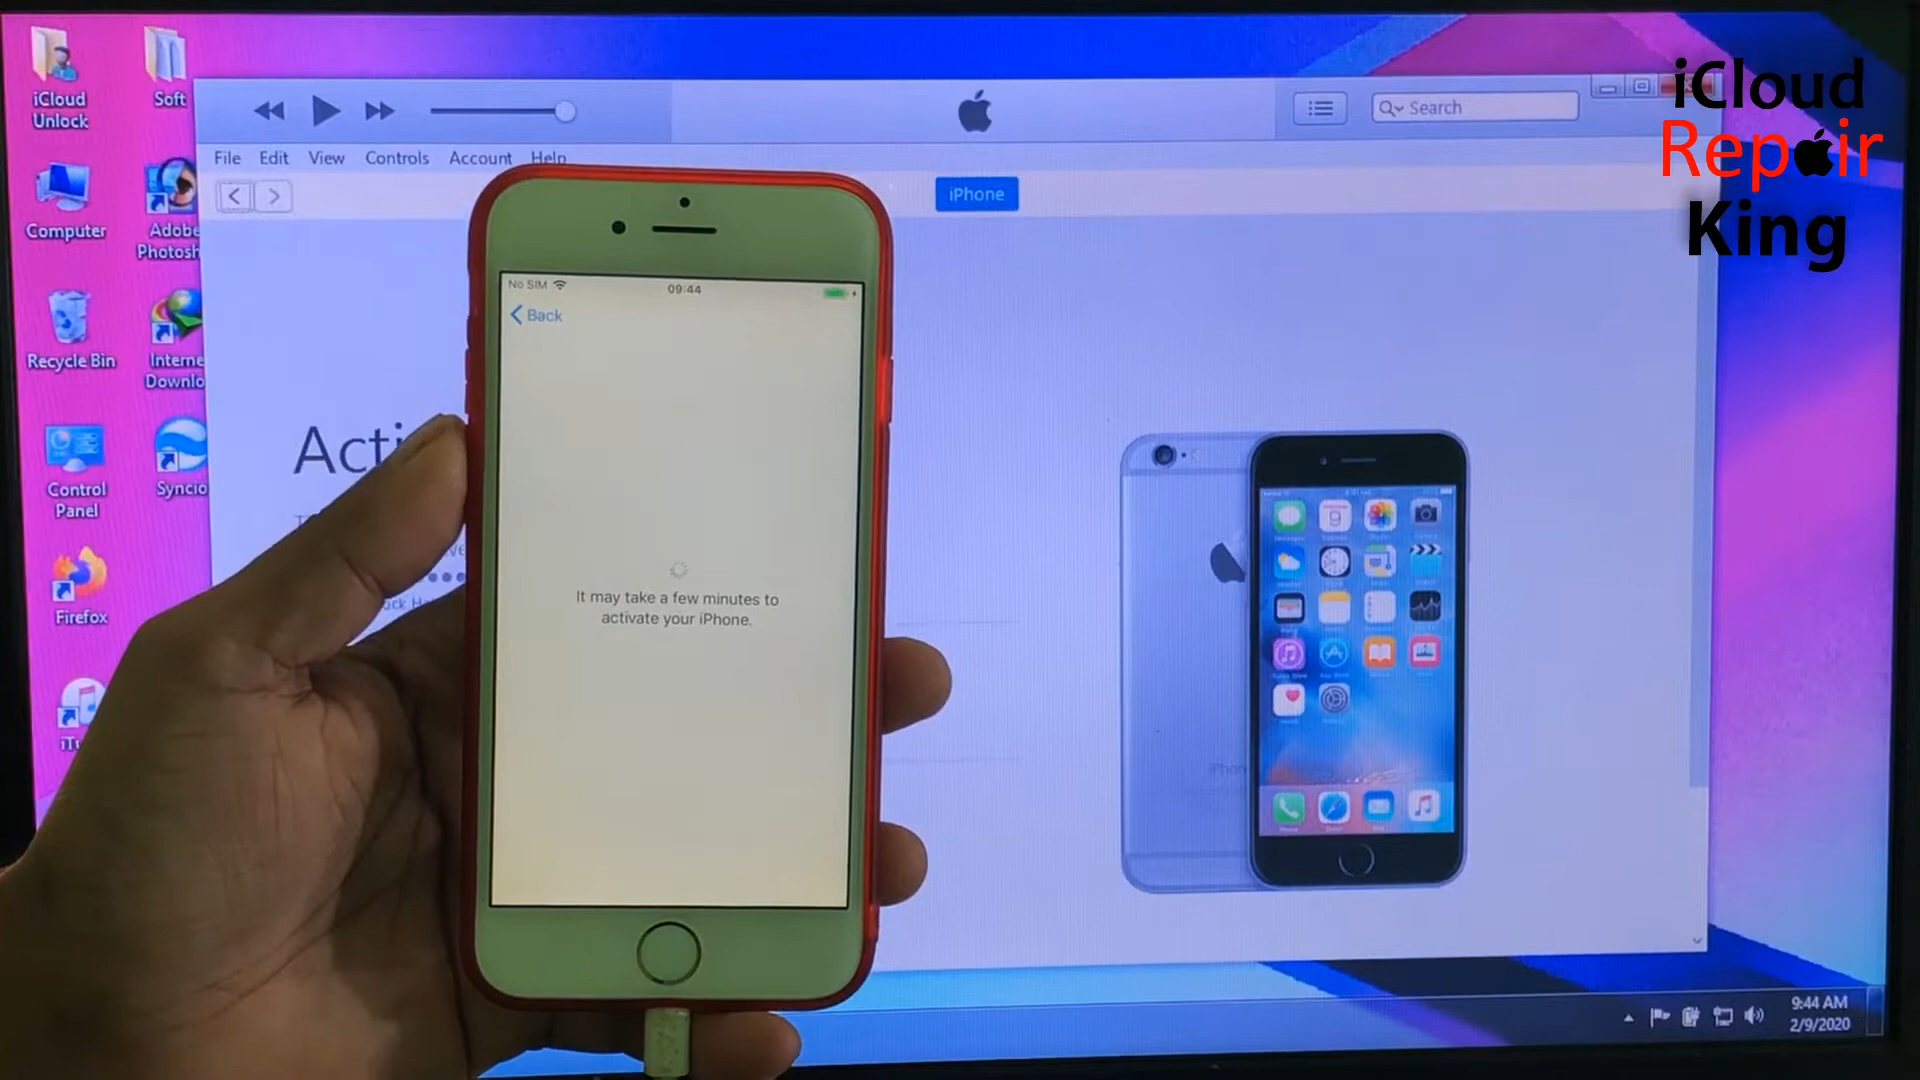 iCloud
Unlock
Soft
Computer
Adobe
Photosh
Recycle Bin
Interne
Downlo
Control
Panel
Syncio
Firefox
File Edit View Controls Account Help
Search
iPhone
Acti
No SIM
09:44
Back
It may take a few minutes to
activate your iPhone.
9:44 AM
2/9/2020
iCloud
Repair
King